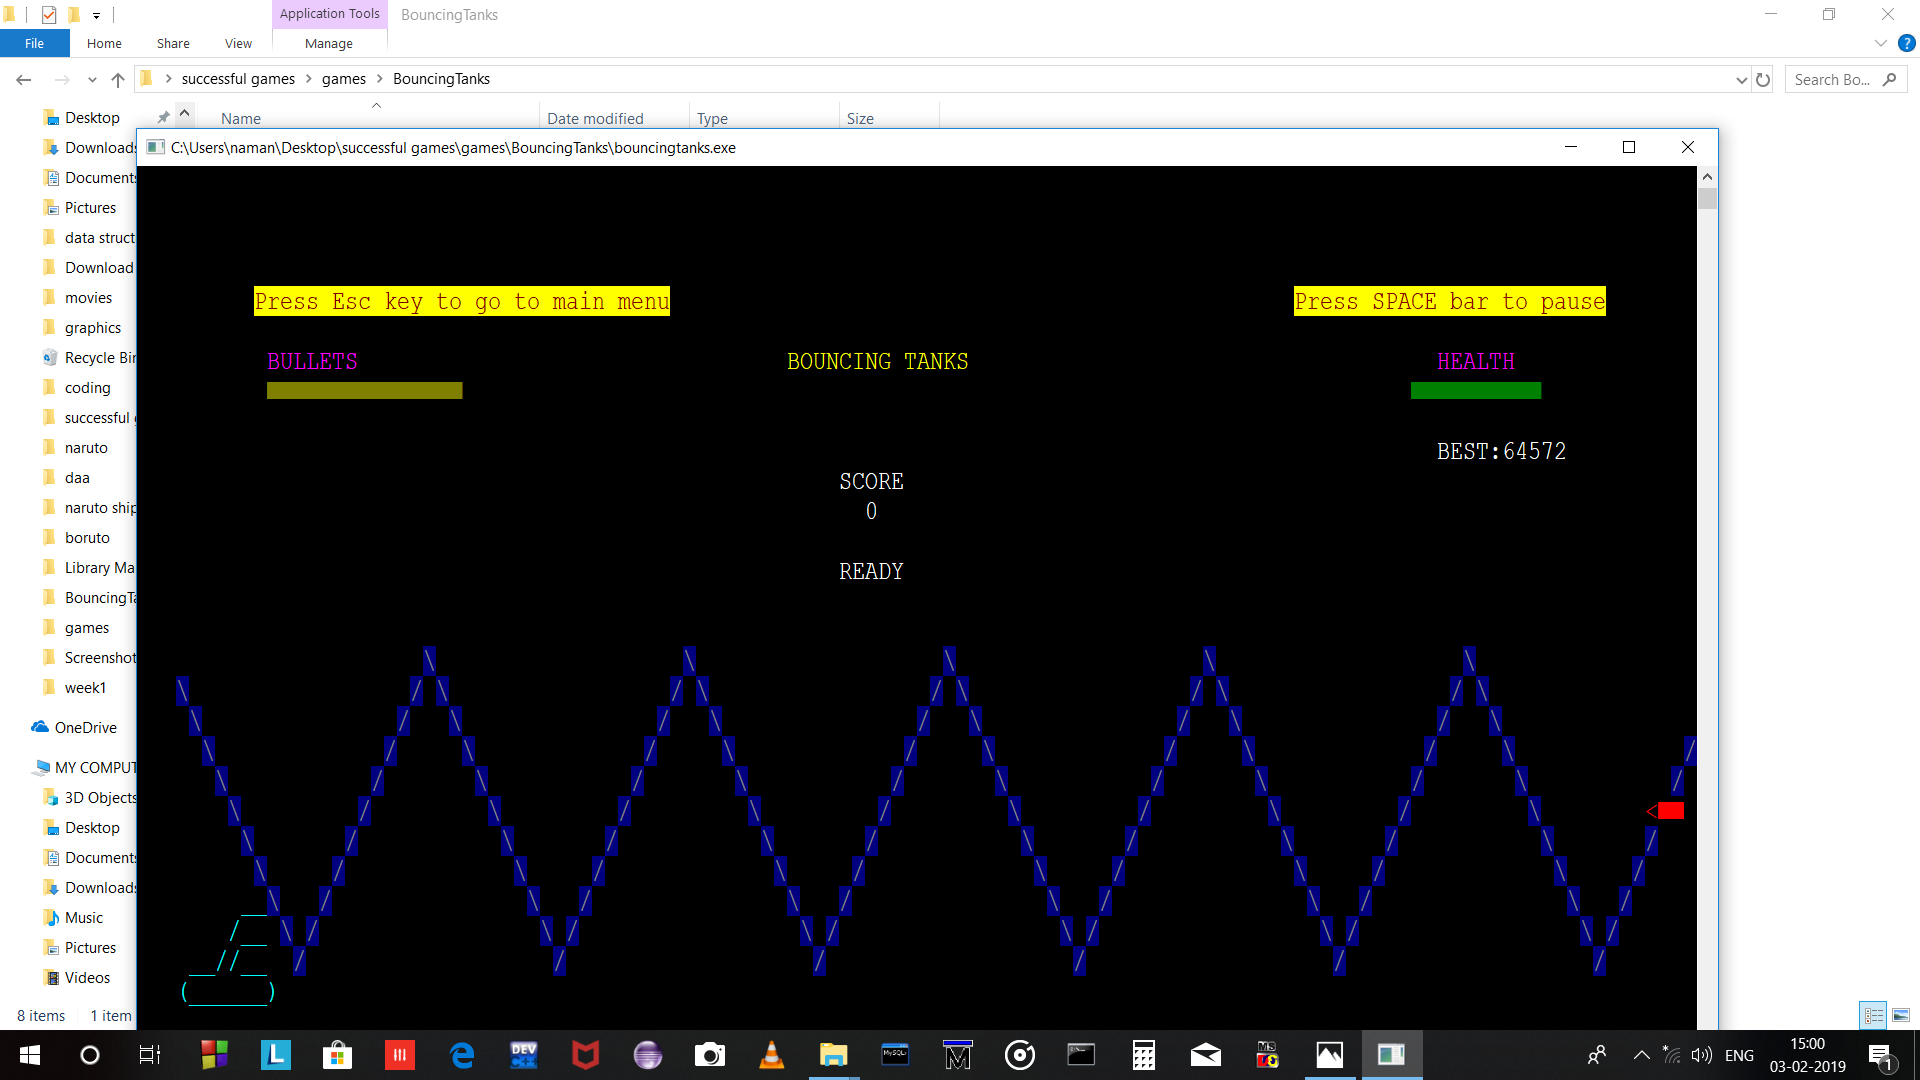 Application Tools
BouncingTanks
File
Home
Share
View
Manage
successful games
games
BouncingTanks
Search Bo...
Name
Date modified
Type
Size
Desktop
Downloads
Documents
Pictures
data struct
Download
movies
graphics
Recycle Bin
coding
successful g
naruto
daa
naruto ship
boruto
Library Ma
BouncingTa
games
Screenshot
week1
OneDrive
MY COMPUT
3D Objects
Desktop
Documents
Downloads
Music
Pictures
Videos
8 items
1 item
C:\Users\naman\Desktop\successful games\games\BouncingTanks\bouncingtanks.exe
Press Esc key to go to main menu
Press SPACE bar to pause
BULLETS
BOUNCING TANKS
HEALTH
BEST:64572
SCORE
0
READY
L
DEV
C++
MySQL
ENG
15:00
03-02-2019
1